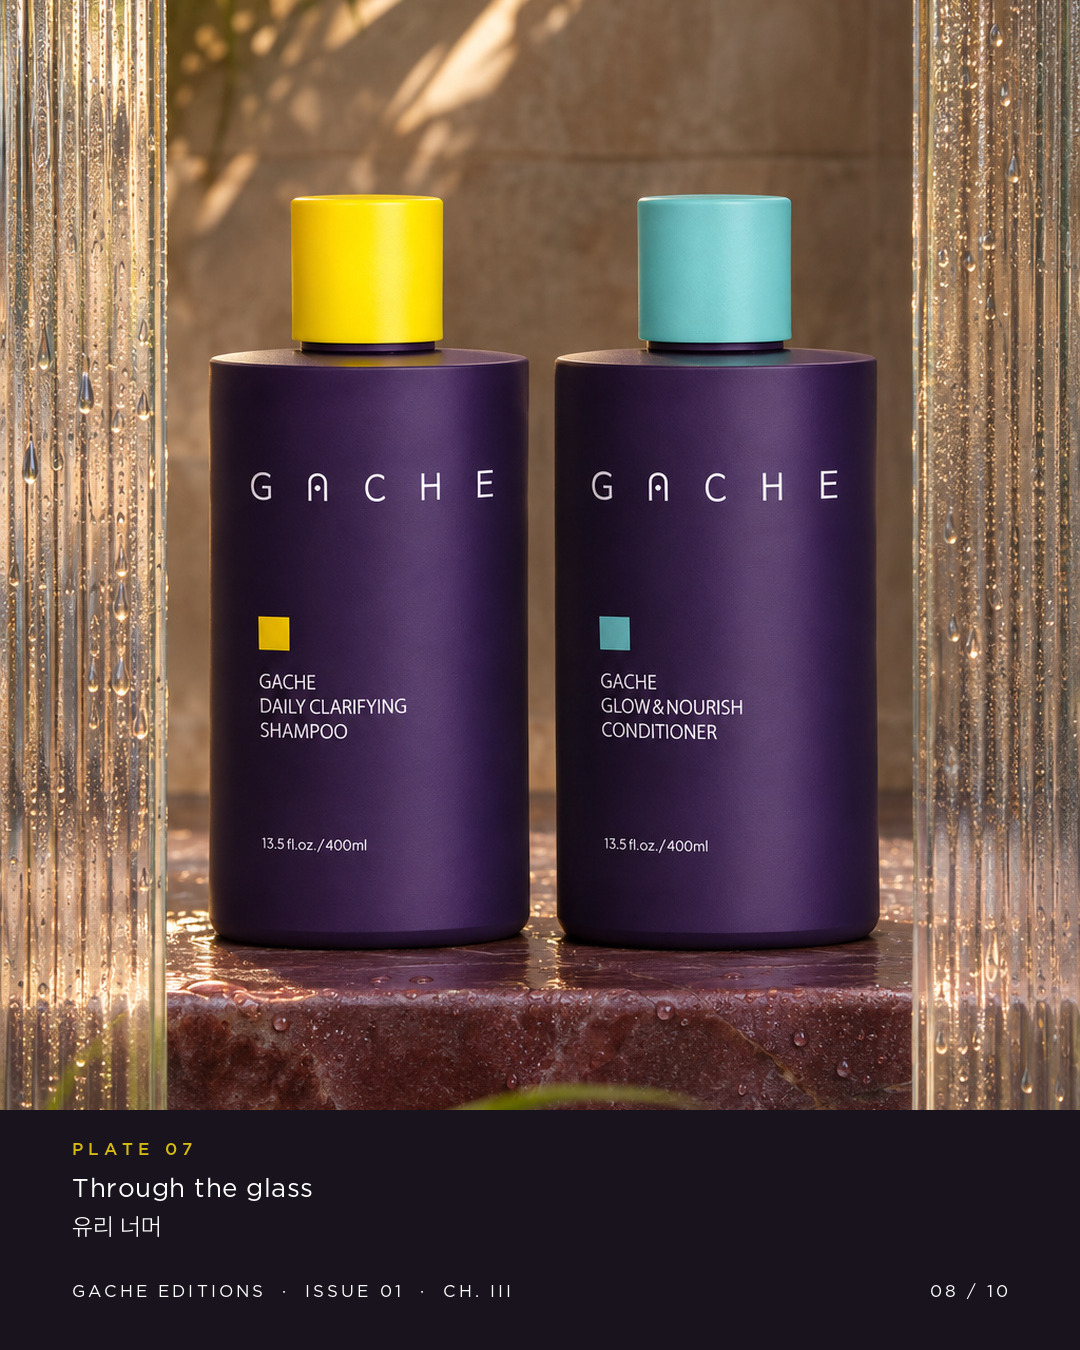 GACHE
GACHE
DAILY CLARIFYING
SHAMPOO
13.5 fl.oz./400ml
GACHE
GACHE
GLOW & NOURISH
CONDITIONER
13.5 fl.oz./400ml
PLATE 07
Through the glass
유리 너머
GACHE EDITIONS · ISSUE 01 · CH. III
08 / 10